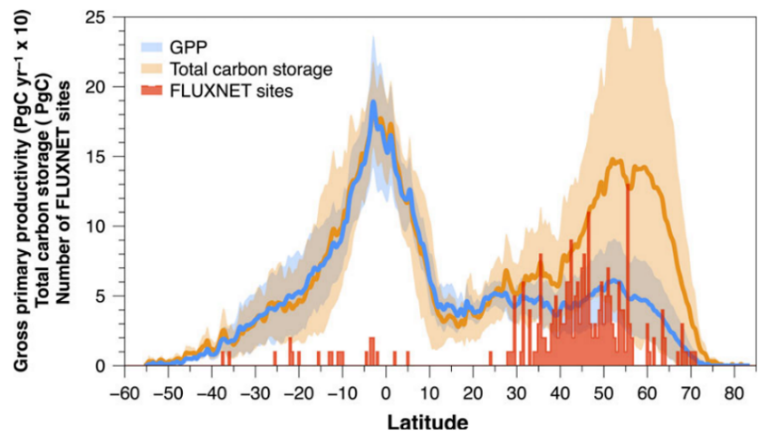 Gross primary productivity (PgC yr⁻¹ x 10)
Total carbon storage ( PgC)
Number of FLUXNET sites
25
20
15
10
5
0
GPP
Total carbon storage
FLUXNET sites
−60 −50 −40 −30 −20 −10 0 10 20 30 40 50 60 70 80
Latitude